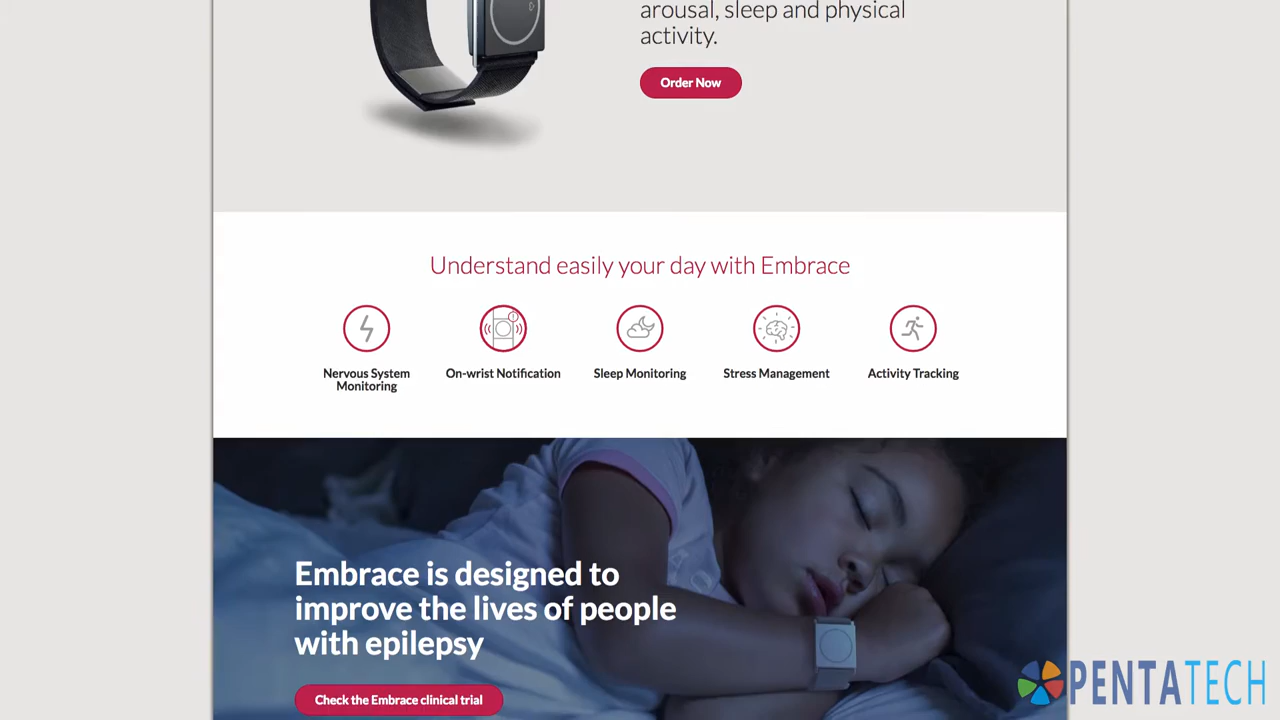 arousal, sleep and physical
activity.
Order Now
Understand easily your day with Embrace
Nervous System
Monitoring
On-wrist Notification
Sleep Monitoring
Stress Management
Activity Tracking
Embrace is designed to
improve the lives of people
with epilepsy
Check the Embrace clinical trial
PENTATECH